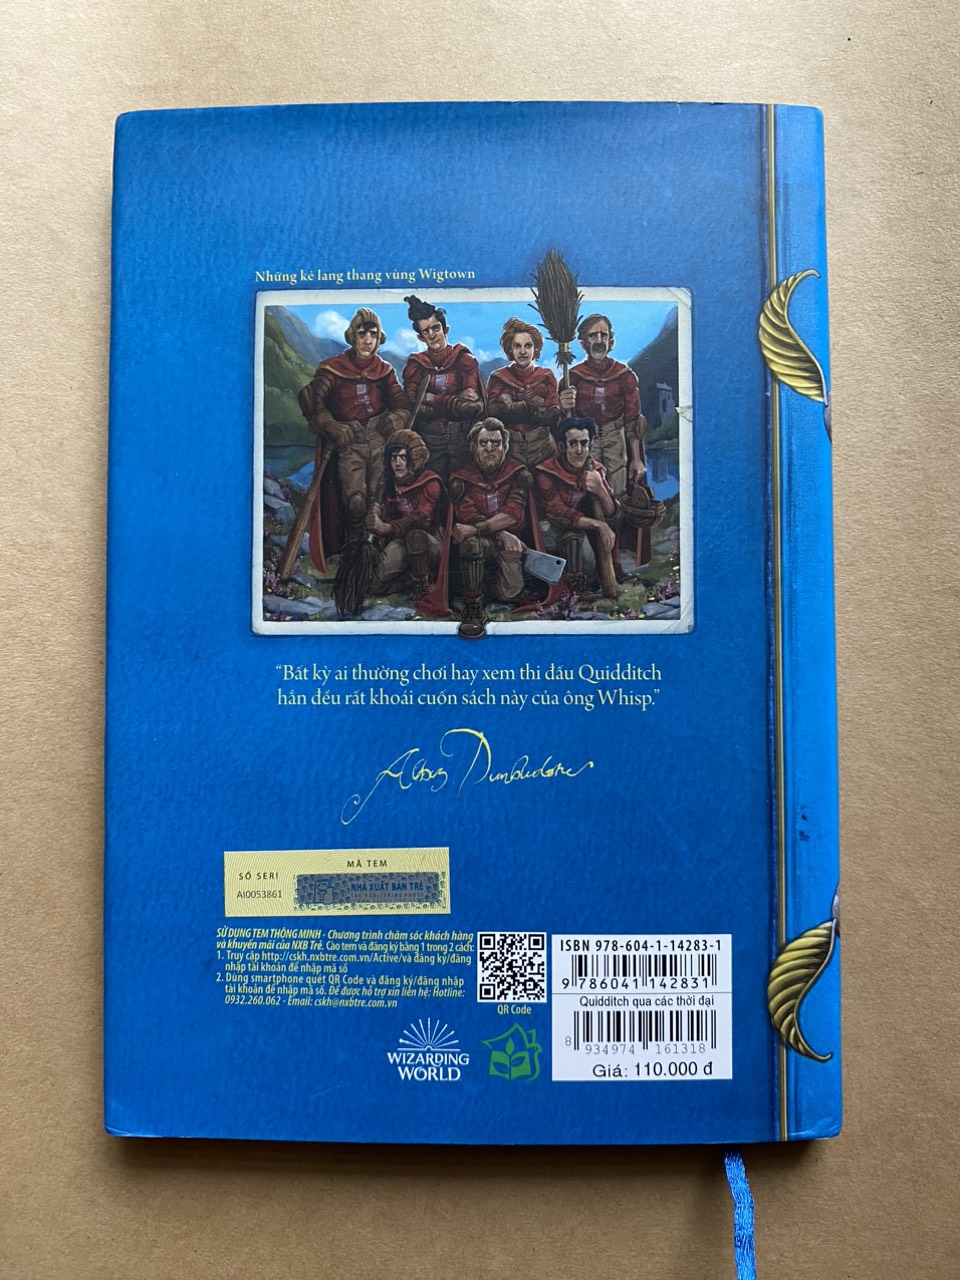 Những kẻ lang thang vùng Wigtown
“Bất kỳ ai thường chơi hay xem thi đấu Quidditch
hẳn đều rất khoái cuốn sách này của ông Whisp.”
Albus Dumbledore
SỐ SERI
AI0053861
MÃ TEM
NHÀ XUẤT BẢN TRẺ
TRE PUBLISHING HOUSE
SỬ DỤNG TEM THÔNG MINH - Chương trình chăm sóc khách hàng
và khuyến mãi của NXB Trẻ. Cào tem và đăng ký bằng 1 trong 2 cách:
1. Truy cập http://cskh.nxbtre.com.vn/Active/và đăng ký/đăng
nhập tài khoản để nhập mã số
2. Dùng smartphone quét QR Code và đăng ký/đăng nhập
tài khoản để nhập mã số. Để được hỗ trợ xin liên hệ: Hotline:
0932.260.062 - Email: cskh@nxbtre.com.vn
QR Code
WIZARDING
WORLD
ISBN 978-604-1-14283-1
9 786041 142831
Quidditch qua các thời đại
8 934974 161318
Giá: 110.000 đ